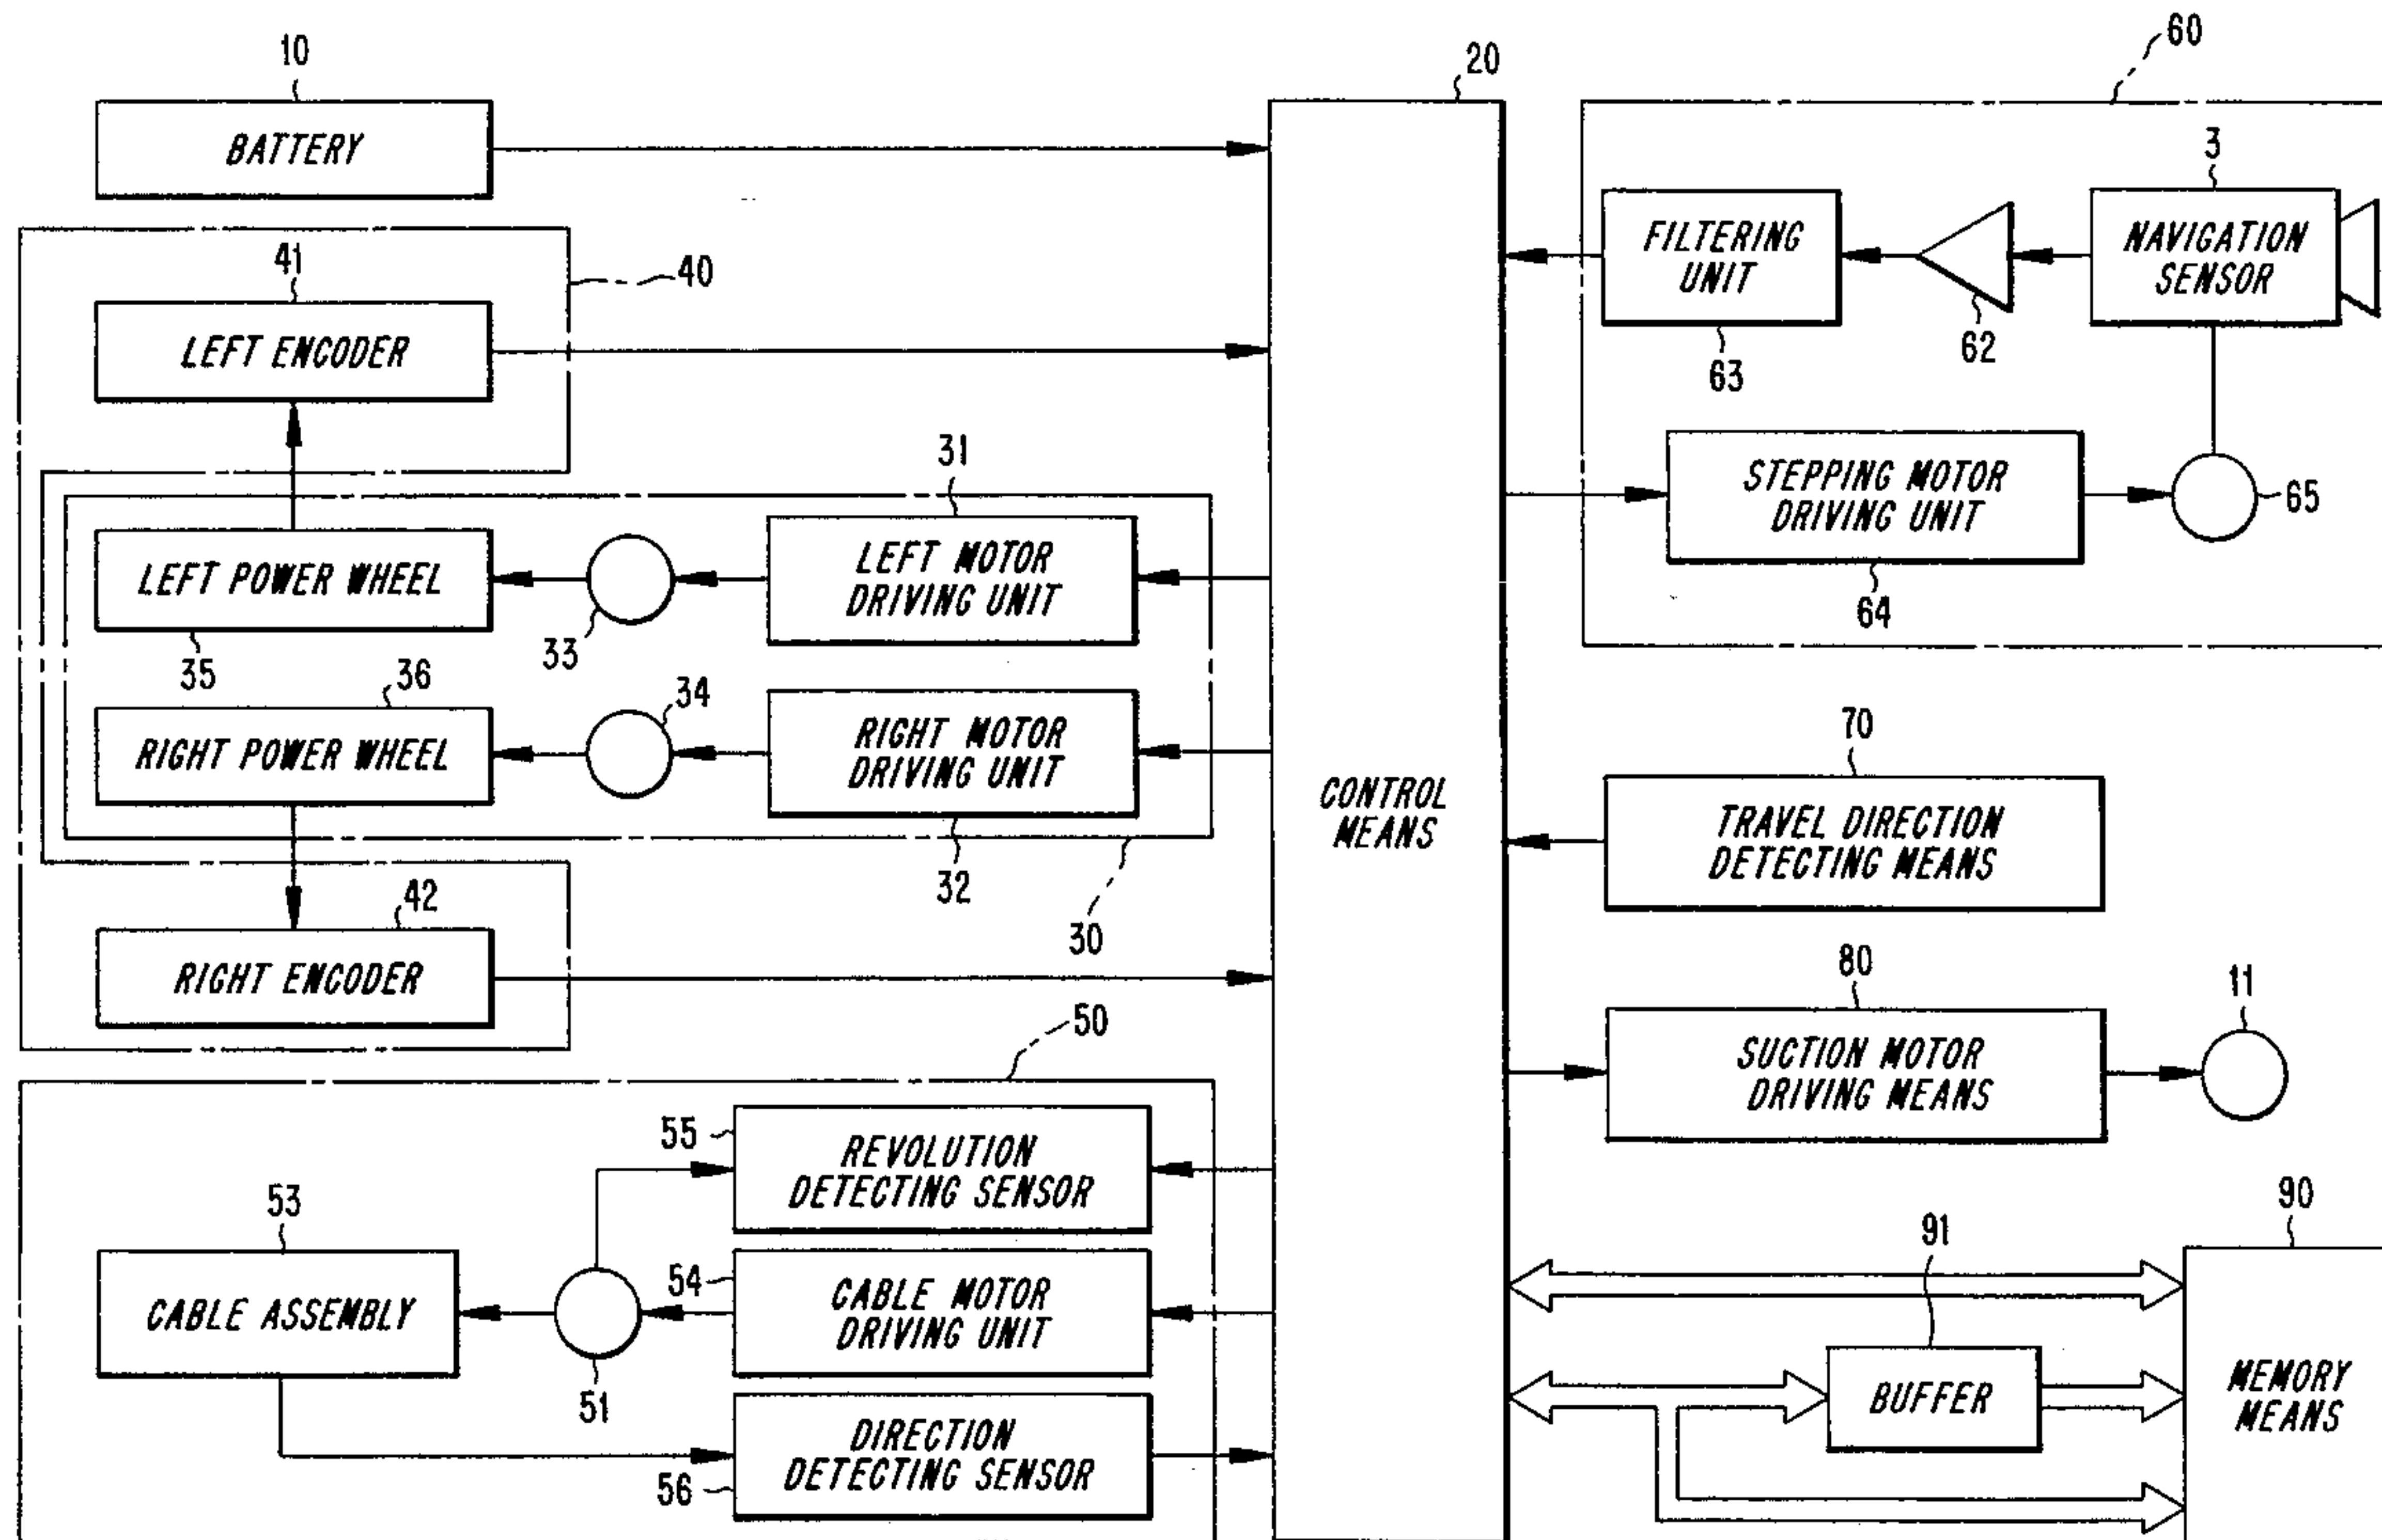 10
BATTERY
40
41
LEFT ENCODER
31
LEFT MOTOR
DRIVING UNIT
33
LEFT POWER WHEEL
35
36
RIGHT POWER WHEEL
34
RIGHT MOTOR
DRIVING UNIT
32
30
42
RIGHT ENCODER
50
55
REVOLUTION
DETECTING SENSOR
53
CABLE ASSEMBLY
51
54
CABLE MOTOR
DRIVING UNIT
56
DIRECTION
DETECTING SENSOR
20
CONTROL
MEANS
60
3
NAVIGATION
SENSOR
62
FILTERING
UNIT
63
STEPPING MOTOR
DRIVING UNIT
64
65
70
TRAVEL DIRECTION
DETECTING MEANS
80
SUCTION MOTOR
DRIVING MEANS
11
90
91
BUFFER
MEMORY
MEANS